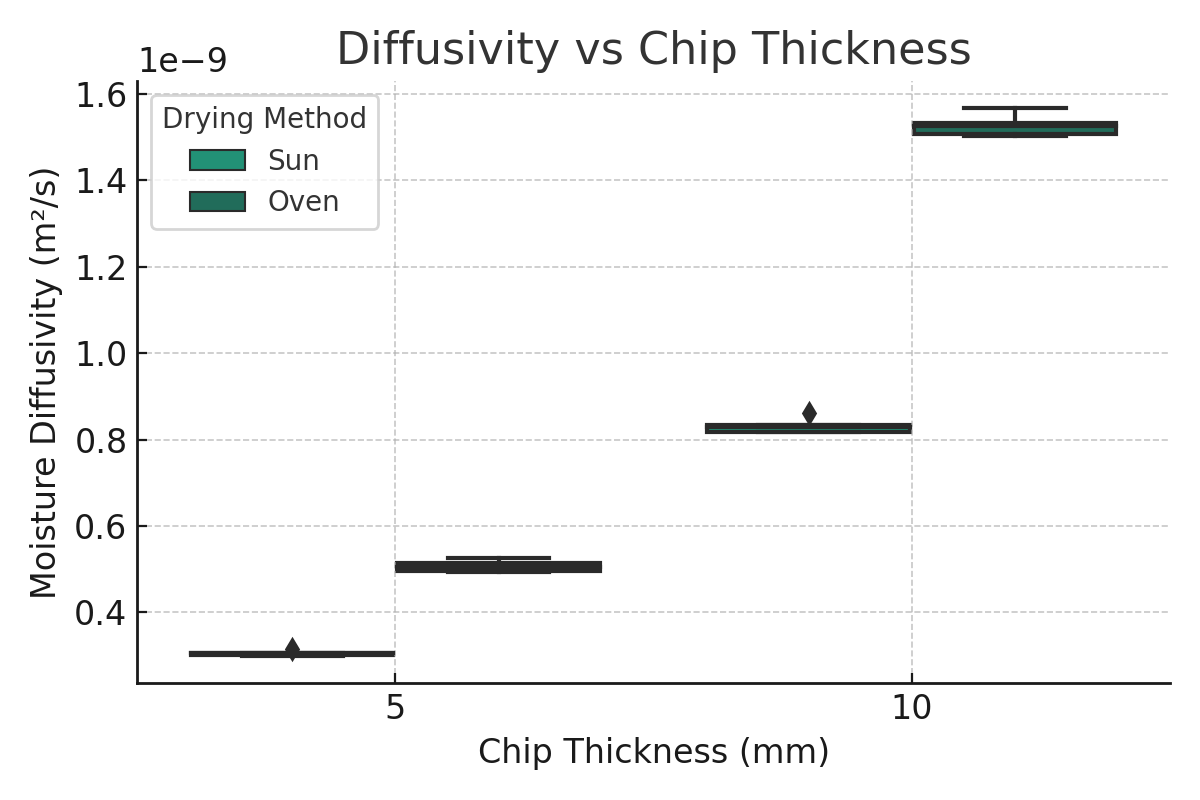 Diffusivity vs Chip Thickness
1e−9
1.6
1.4
1.2
1.0
0.8
0.6
0.4
Moisture Diffusivity (m²/s)
Drying Method
Sun
Oven
5
10
Chip Thickness (mm)